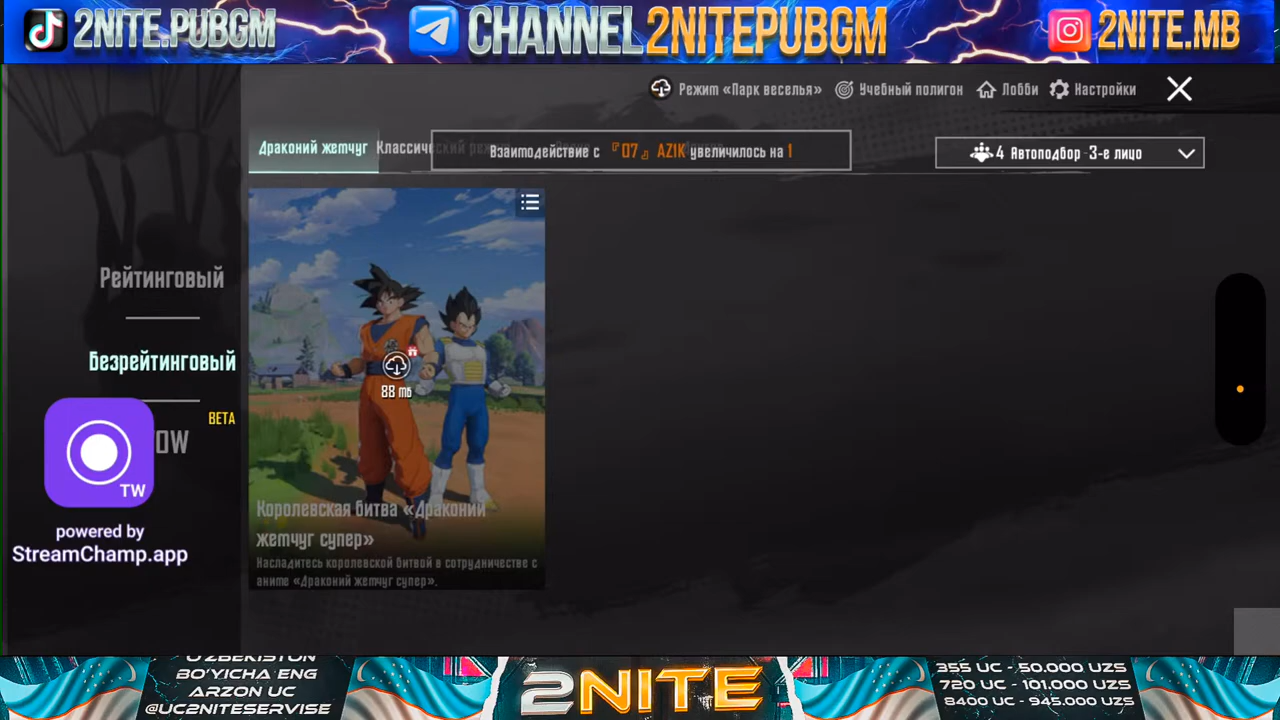 2NITE.PUBGM
CHANNEL2NITEPUBGM
2NITE.MB
Режим «Парк веселья»
Учебный полигон
Лобби
Настройки
Драконий жемчуг
Взаимодействие с 『07』 AZIK увеличилось на 1
4 Автоподбор -3-е лицо
Рейтинговый
Безрейтинговый
BETA
OW
TW
powered by
StreamChamp.app
88 мб
Королевская битва «Драконий
жемчуг супер»
Насладитесь королевской битвой в сотрудничестве с
аниме «Драконий жемчуг супер».
O'ZBEKISTON
BO'YICHA ENG
ARZON UC
@UC2NITESERVISE
2NITE
355 UC - 50.000 UZS
720 UC - 101.000 UZS
8400 UC - 945.000 UZS